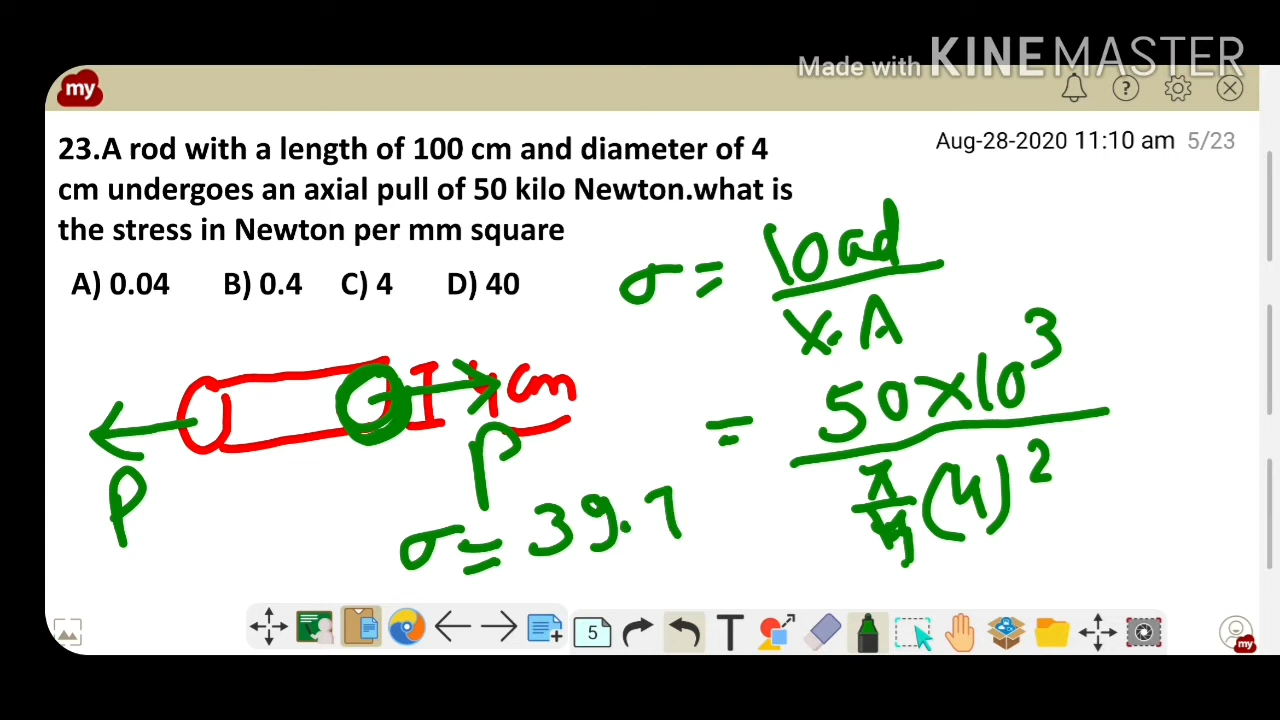 Made with KINEMASTER
my
Aug-28-2020 11:10 am 5/23
23.A rod with a length of 100 cm and diameter of 4
cm undergoes an axial pull of 50 kilo Newton.what is
the stress in Newton per mm square
A) 0.04 B) 0.4 C) 4 D) 40
σ = load / X.A
= 50×10³ / π/4 (4)²
4 cm
P
P
σ = 39.7
5
T
my